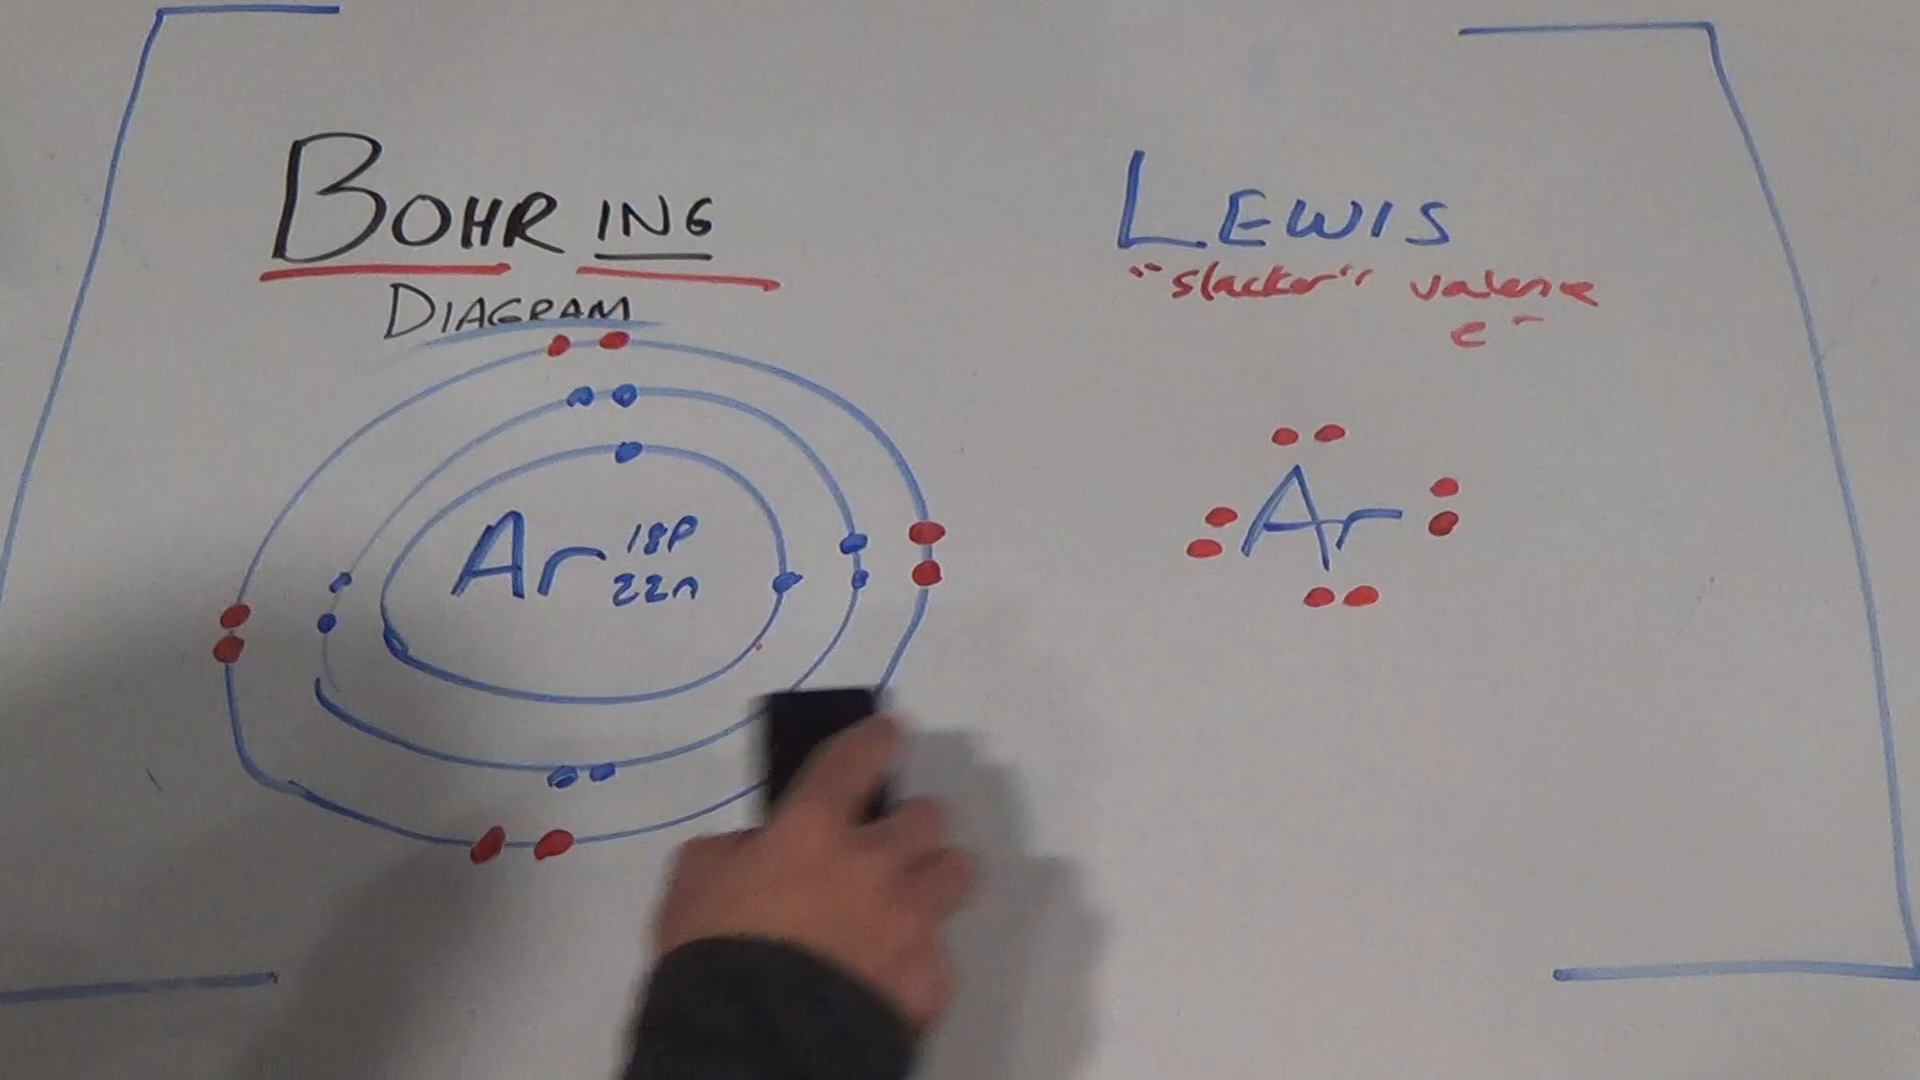 BOHR ING
DIAGRAM
Ar 18P
22n
LEWIS
"slacker" valence
e-
Ar